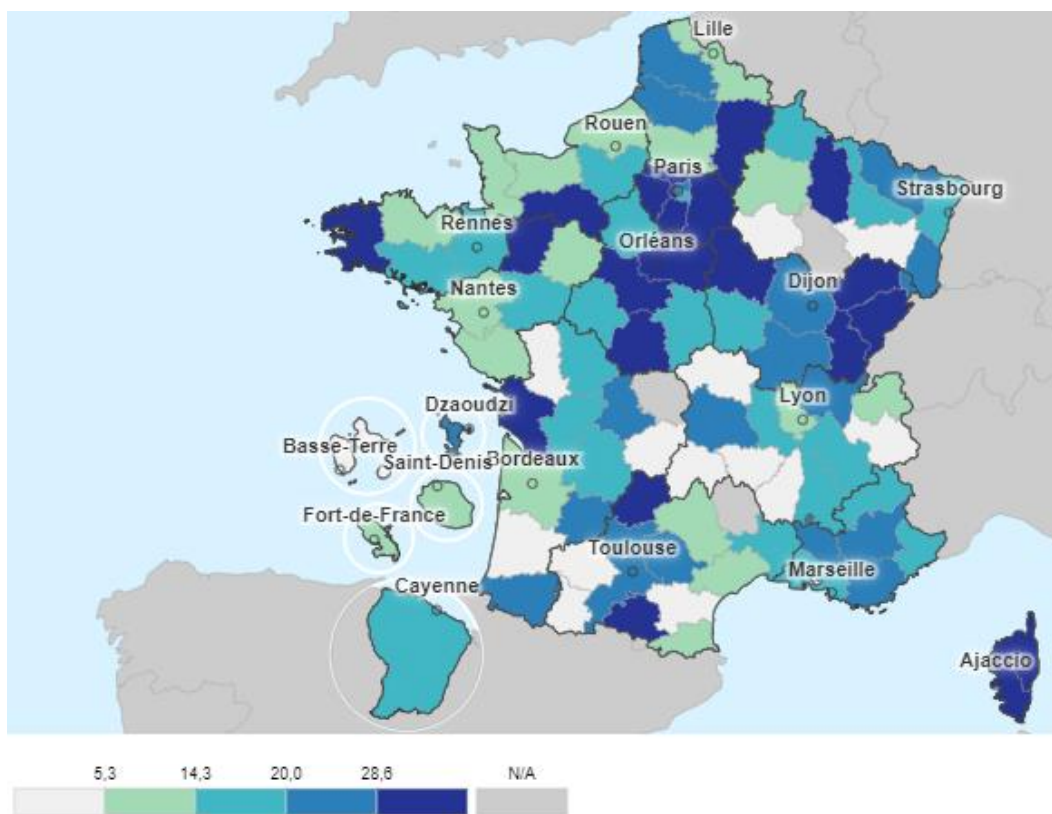 Lille
Rouen
Paris
Strasbourg
Rennes
Orléans
Nantes
Dijon
Lyon
Dzaoudzi
Basse-Terre
Saint-Denis
Bordeaux
Fort-de-France
Toulouse
Marseille
Cayenne
Ajaccio
5,3 14,3 20,0 28,6 N/A